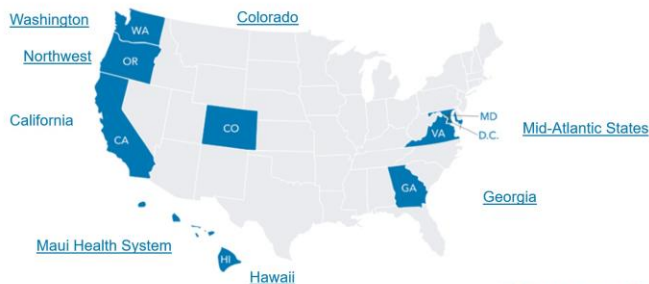 Washington
Colorado
WA
Northwest
OR
California
CA
CO
MD
VA
D.C.
Mid-Atlantic States
GA
Georgia
Maui Health System
HI
Hawaii